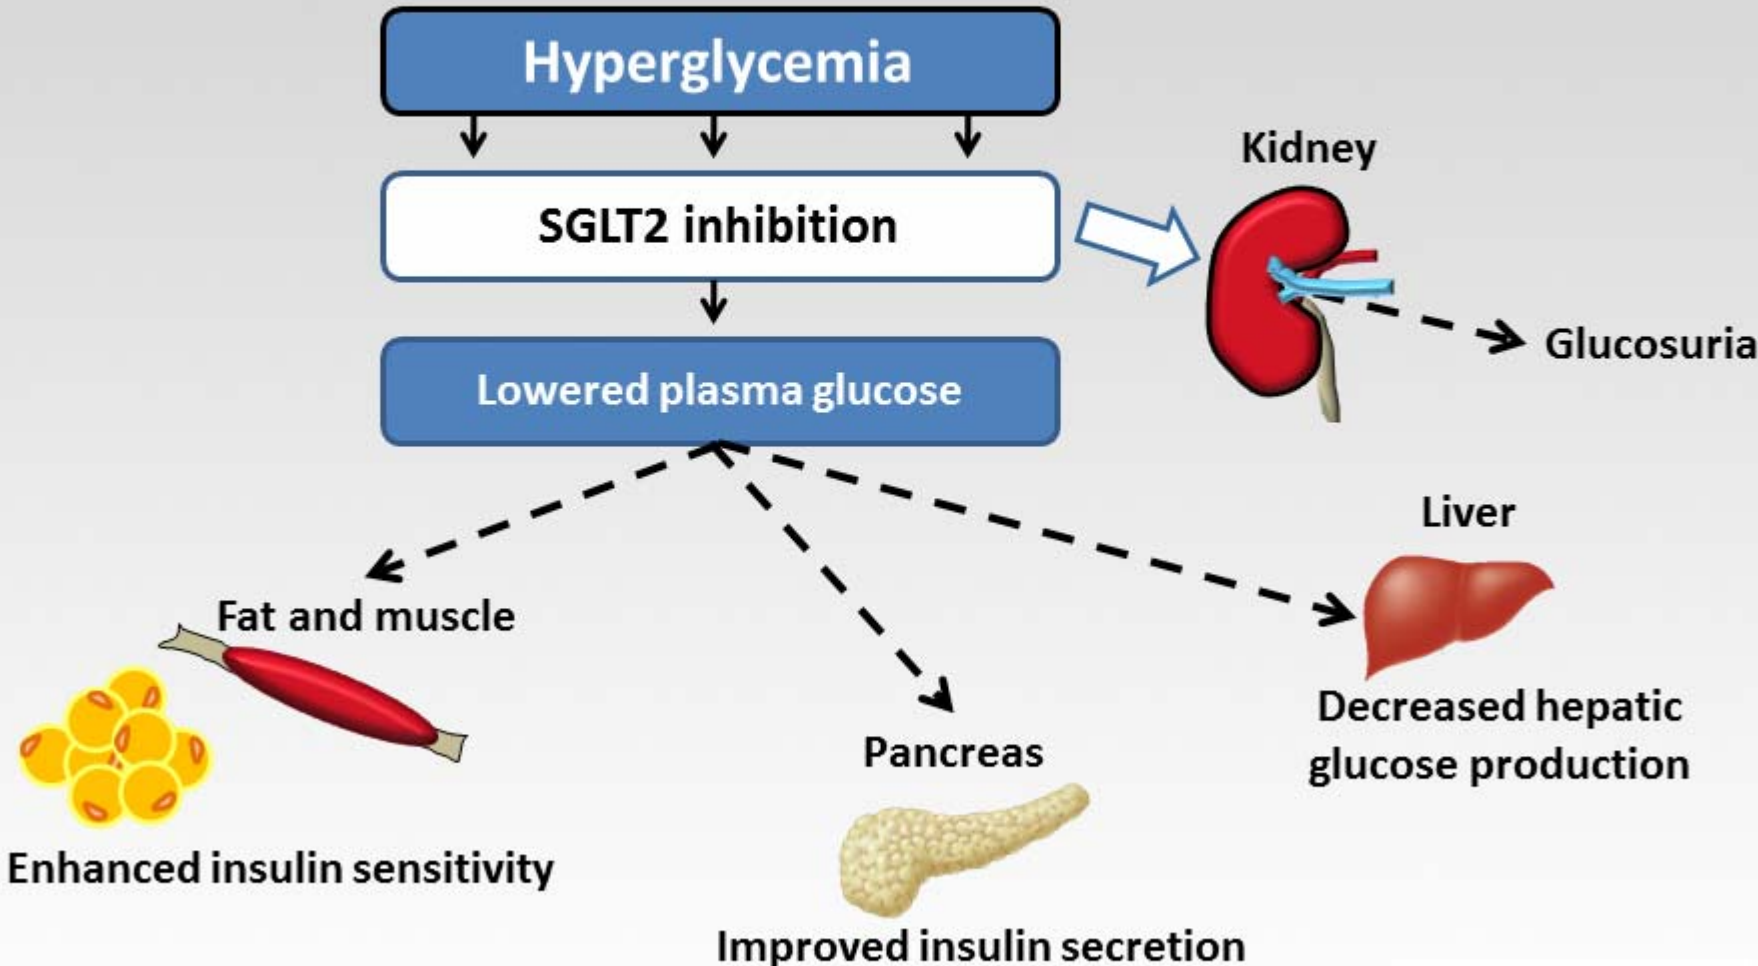 Hyperglycemia
Kidney
SGLT2 inhibition
Glucosuria
Lowered plasma glucose
Liver
Fat and muscle
Decreased hepatic
glucose production
Pancreas
Enhanced insulin sensitivity
Improved insulin secretion